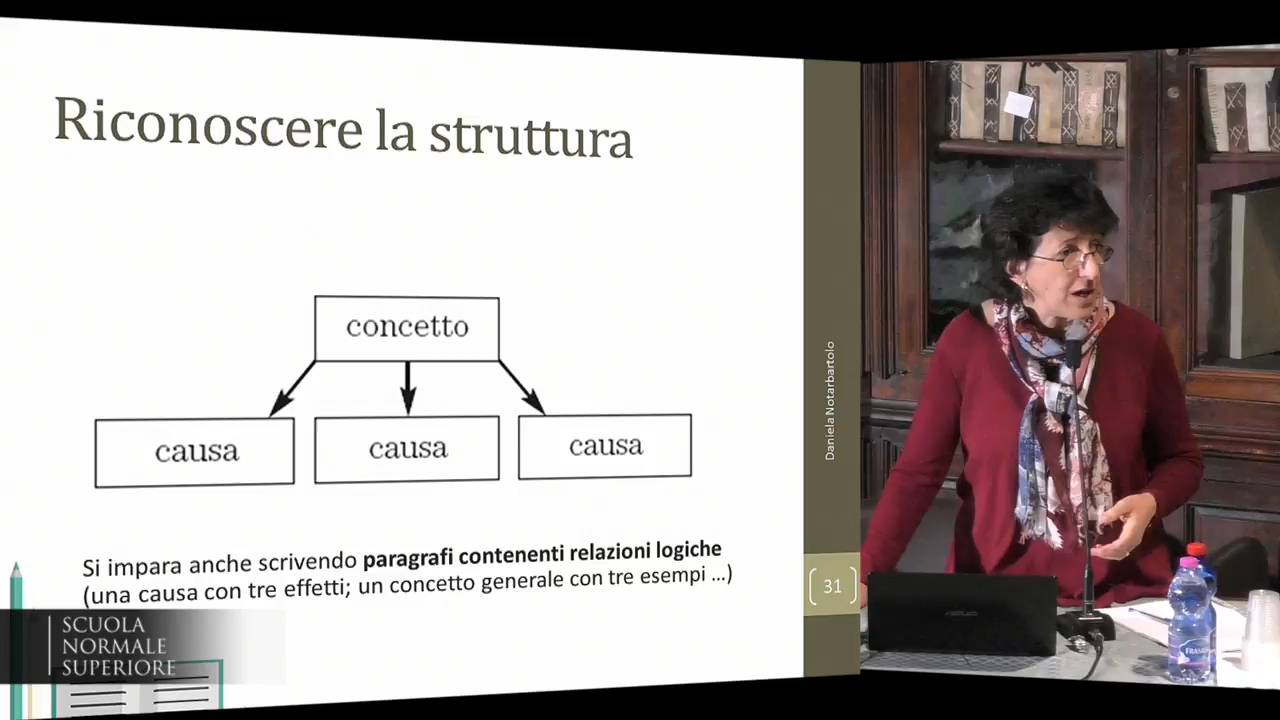 Riconoscere la struttura
concetto
causa
causa
causa
Si impara anche scrivendo paragrafi contenenti relazioni logiche
(una causa con tre effetti; un concetto generale con tre esempi ...)
Daniela Notarbartolo
31
SCUOLA
NORMALE
SUPERIORE
ASUS